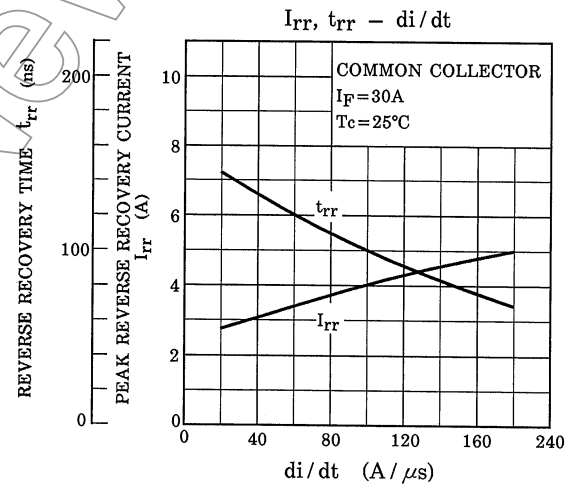 Irr, trr – di/dt
REVERSE RECOVERY TIME trr (ns)
200
100
0
PEAK REVERSE RECOVERY CURRENT
Irr (A)
10
8
6
4
2
0
COMMON COLLECTOR
IF=30A
Tc=25°C
trr
Irr
0 40 80 120 160 240
di/dt (A/μs)